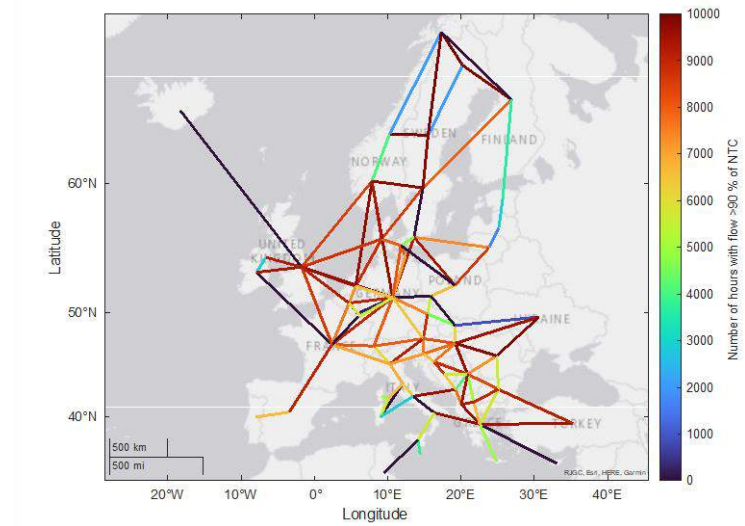 10000
9000
8000
7000
6000
5000
4000
3000
2000
1000
0
Number of hours with flow >90 % of NTC
60°N
50°N
40°N
Latitude
SWEDEN
FINLAND
NORWAY
UNITED
KINGDOM
POLAND
GERMANY
UKRAINE
FRANCE
ITALY
GREECE
TURKEY
500 km
500 mi
RJGC, Esri, HERE, Garmin
20°W
10°W
0°
10°E
20°E
30°E
40°E
Longitude